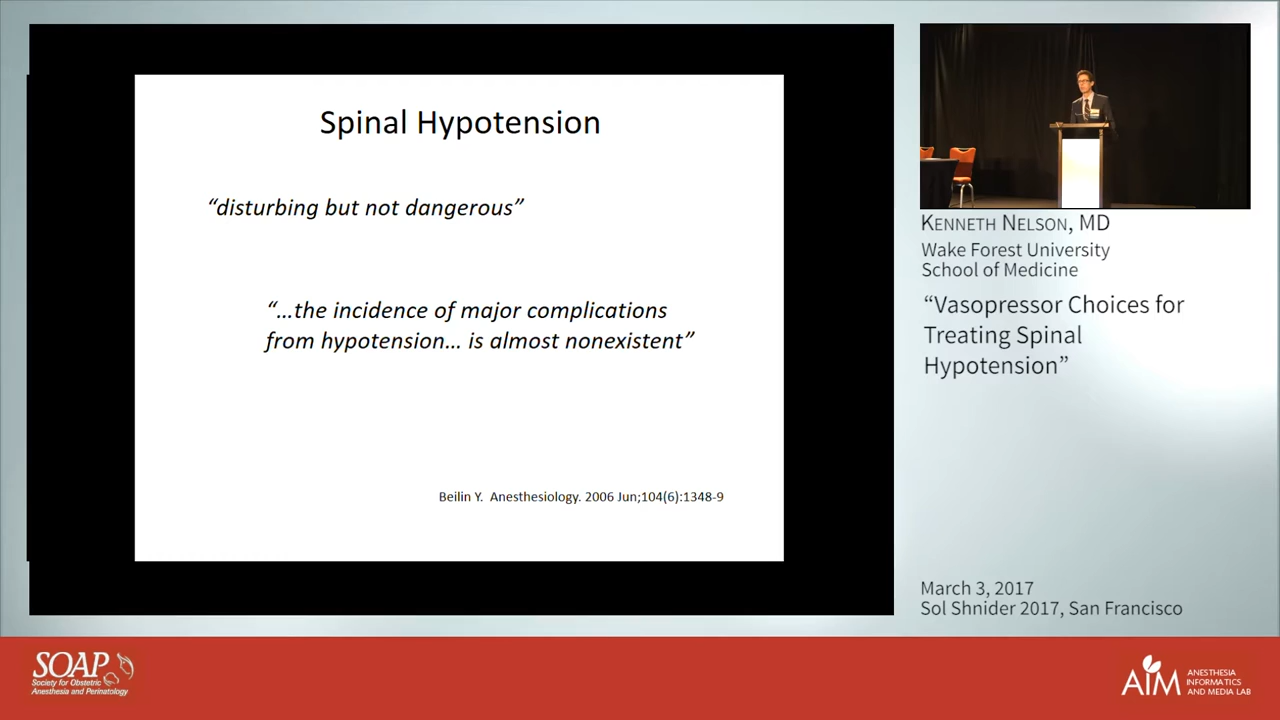 Spinal Hypotension
“disturbing but not dangerous”
“…the incidence of major complications
from hypotension… is almost nonexistent”
Beilin Y. Anesthesiology. 2006 Jun;104(6):1348-9
KENNETH NELSON, MD
Wake Forest University
School of Medicine
“Vasopressor Choices for
Treating Spinal
Hypotension”
March 3, 2017
Sol Shnider 2017, San Francisco
SOAP
Society for Obstetric
Anesthesia and Perinatology
AIM
ANESTHESIA
INFORMATICS
AND MEDIA LAB